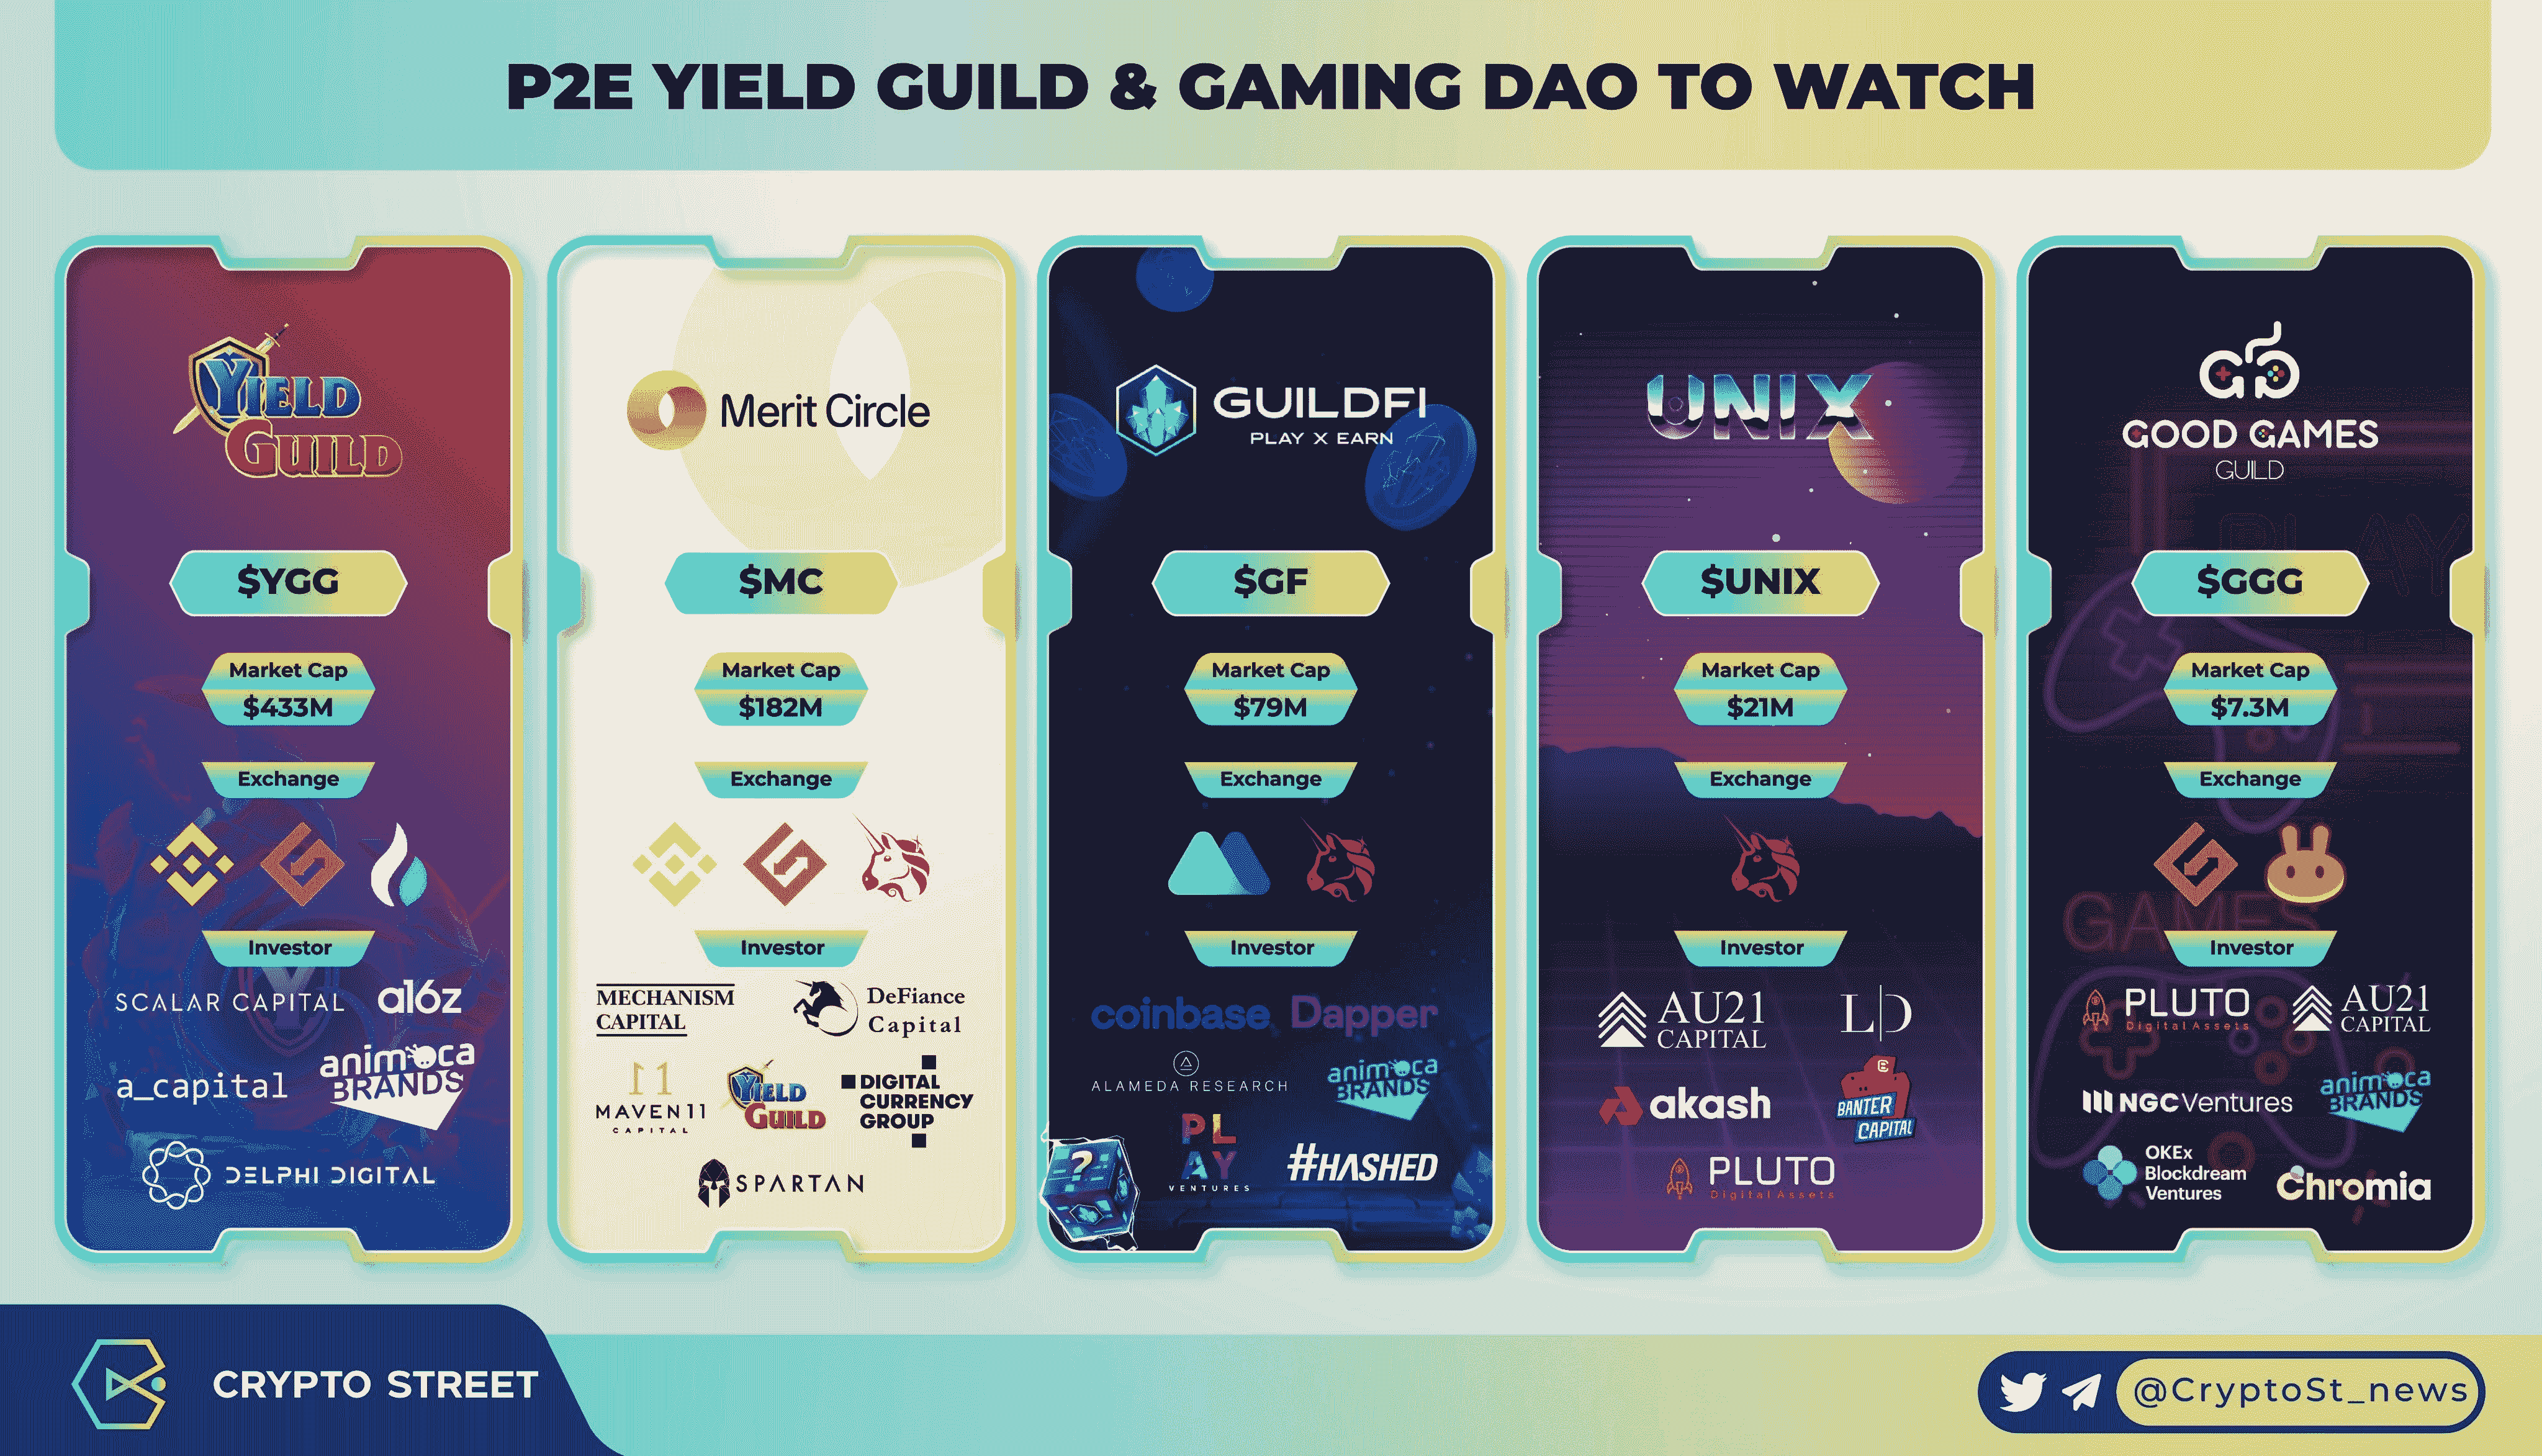 P2E YIELD GUILD & GAMING DAO TO WATCH
YIELD
GUILD
$YGG
Market Cap
$433M
Exchange
Investor
SCALAR CAPITAL
a16z
a_capital
animoca
BRANDS
DELPHI DIGITAL
Merit Circle
$MC
Market Cap
$182M
Exchange
Investor
MECHANISM
CAPITAL
DeFiance
Capital
11
MAVEN11
CAPITAL
YIELD
GUILD
DIGITAL
CURRENCY
GROUP
SPARTAN
GUILDFI
PLAY X EARN
$GF
Market Cap
$79M
Exchange
Investor
coinbase
Dapper
ALAMEDA RESEARCH
animoca
BRANDS
PL
AY
VENTURES
#HASHED
?
UNIX
$UNIX
Market Cap
$21M
Exchange
Investor
AU21
CAPITAL
LD
akash
BANTER
CAPITAL
PLUTO
Digital Assets
GOOD GAMES
GUILD
PLAY
$GGG
Market Cap
$7.3M
Exchange
GAMES
Investor
PLUTO
Digital Assets
AU21
CAPITAL
NGC Ventures
animoca
BRANDS
OKEx
Blockdream
Ventures
Chromia
CRYPTO STREET
@CryptoSt_news